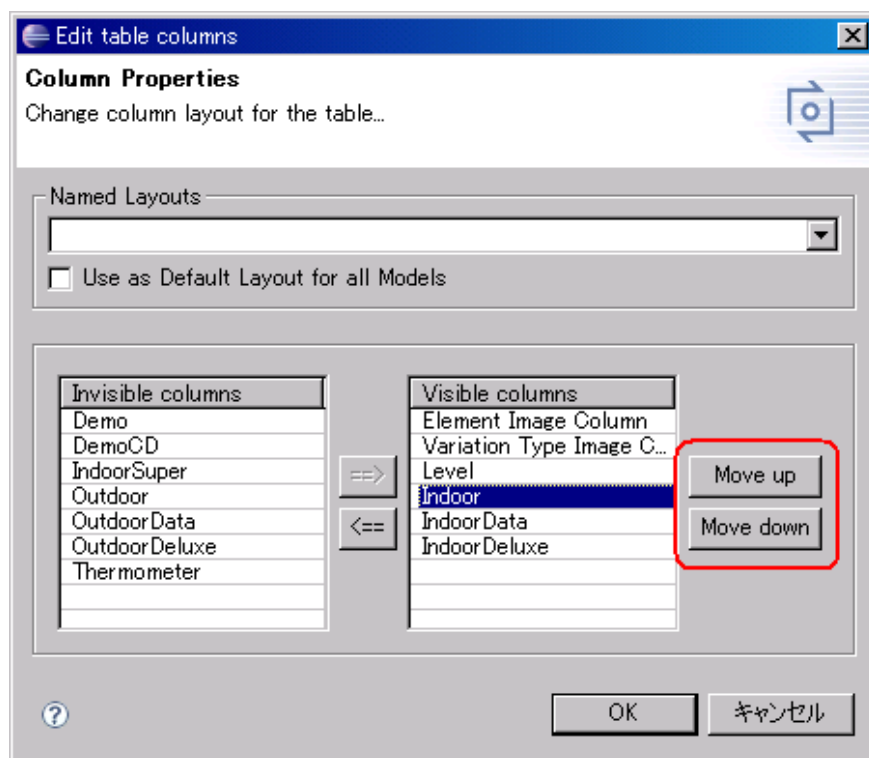 Edit table columns
Column Properties
Change column layout for the table...
Named Layouts
Use as Default Layout for all Models
Invisible columns
Demo
DemoCD
IndoorSuper
Outdoor
OutdoorData
OutdoorDeluxe
Thermometer
==>
<==
Visible columns
Element Image Column
Variation Type Image C...
Level
Indoor
IndoorData
IndoorDeluxe
Move up
Move down
?
OK
キャンセル